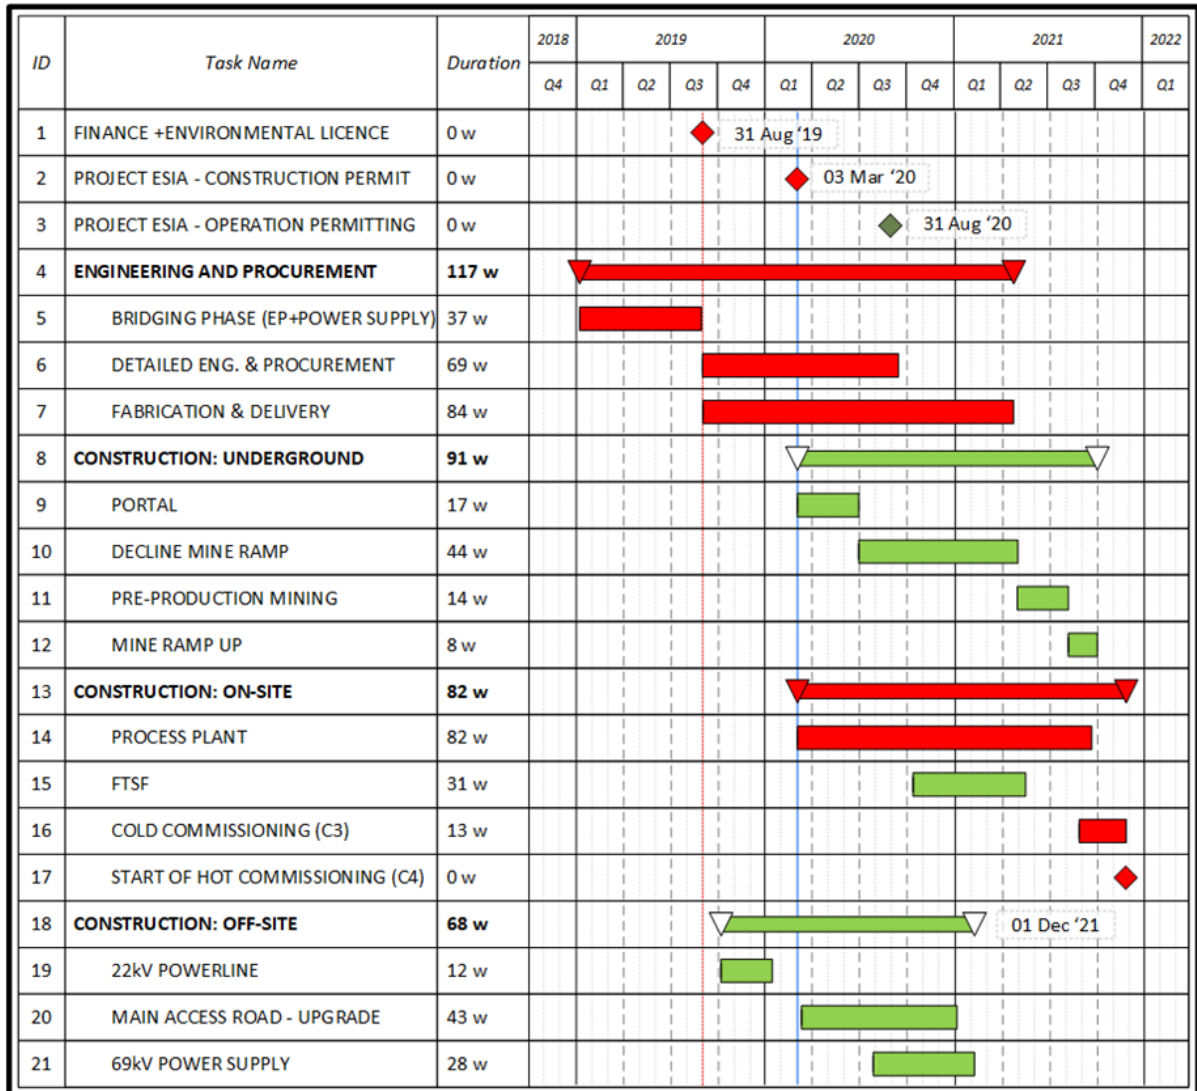 ID Task Name Duration 2018 2019 2020 2021 2022
Q4 Q1 Q2 Q3 Q4 Q1 Q2 Q3 Q4 Q1 Q2 Q3 Q4 Q1
1 FINANCE +ENVIRONMENTAL LICENCE 0 w 31 Aug ‘19
2 PROJECT ESIA - CONSTRUCTION PERMIT 0 w 03 Mar ‘20
3 PROJECT ESIA - OPERATION PERMITTING 0 w 31 Aug ‘20
4 ENGINEERING AND PROCUREMENT 117 w
5 BRIDGING PHASE (EP+POWER SUPPLY) 37 w
6 DETAILED ENG. & PROCUREMENT 69 w
7 FABRICATION & DELIVERY 84 w
8 CONSTRUCTION: UNDERGROUND 91 w
9 PORTAL 17 w
10 DECLINE MINE RAMP 44 w
11 PRE-PRODUCTION MINING 14 w
12 MINE RAMP UP 8 w
13 CONSTRUCTION: ON-SITE 82 w
14 PROCESS PLANT 82 w
15 FTSF 31 w
16 COLD COMMISSIONING (C3) 13 w
17 START OF HOT COMMISSIONING (C4) 0 w
18 CONSTRUCTION: OFF-SITE 68 w 01 Dec ‘21
19 22kV POWERLINE 12 w
20 MAIN ACCESS ROAD - UPGRADE 43 w
21 69kV POWER SUPPLY 28 w